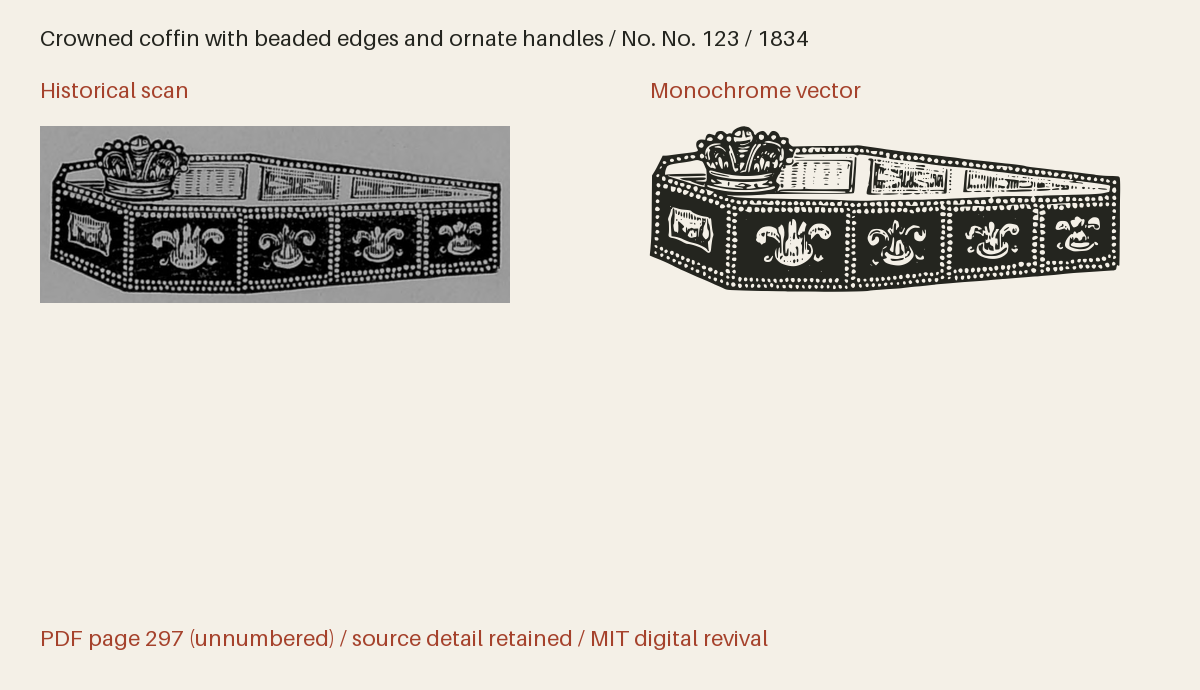 Crowned coffin with beaded edges and ornate handles / No. No. 123 / 1834
Historical scan
Monochrome vector
PDF page 297 (unnumbered) / source detail retained / MIT digital revival